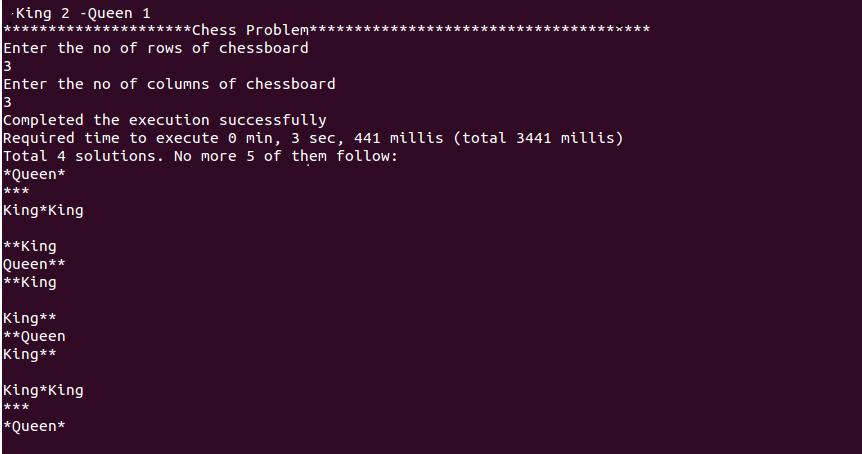 -King 2 -Queen 1
*********************Chess Problem**************************************
Enter the no of rows of chessboard
3
Enter the no of columns of chessboard
3
Completed the execution successfully
Required time to execute 0 min, 3 sec, 441 millis (total 3441 millis)
Total 4 solutions. No more 5 of them follow:
*Queen*
***
King*King
**King
Queen**
**King
King**
**Queen
King**
King*King
***
*Queen*